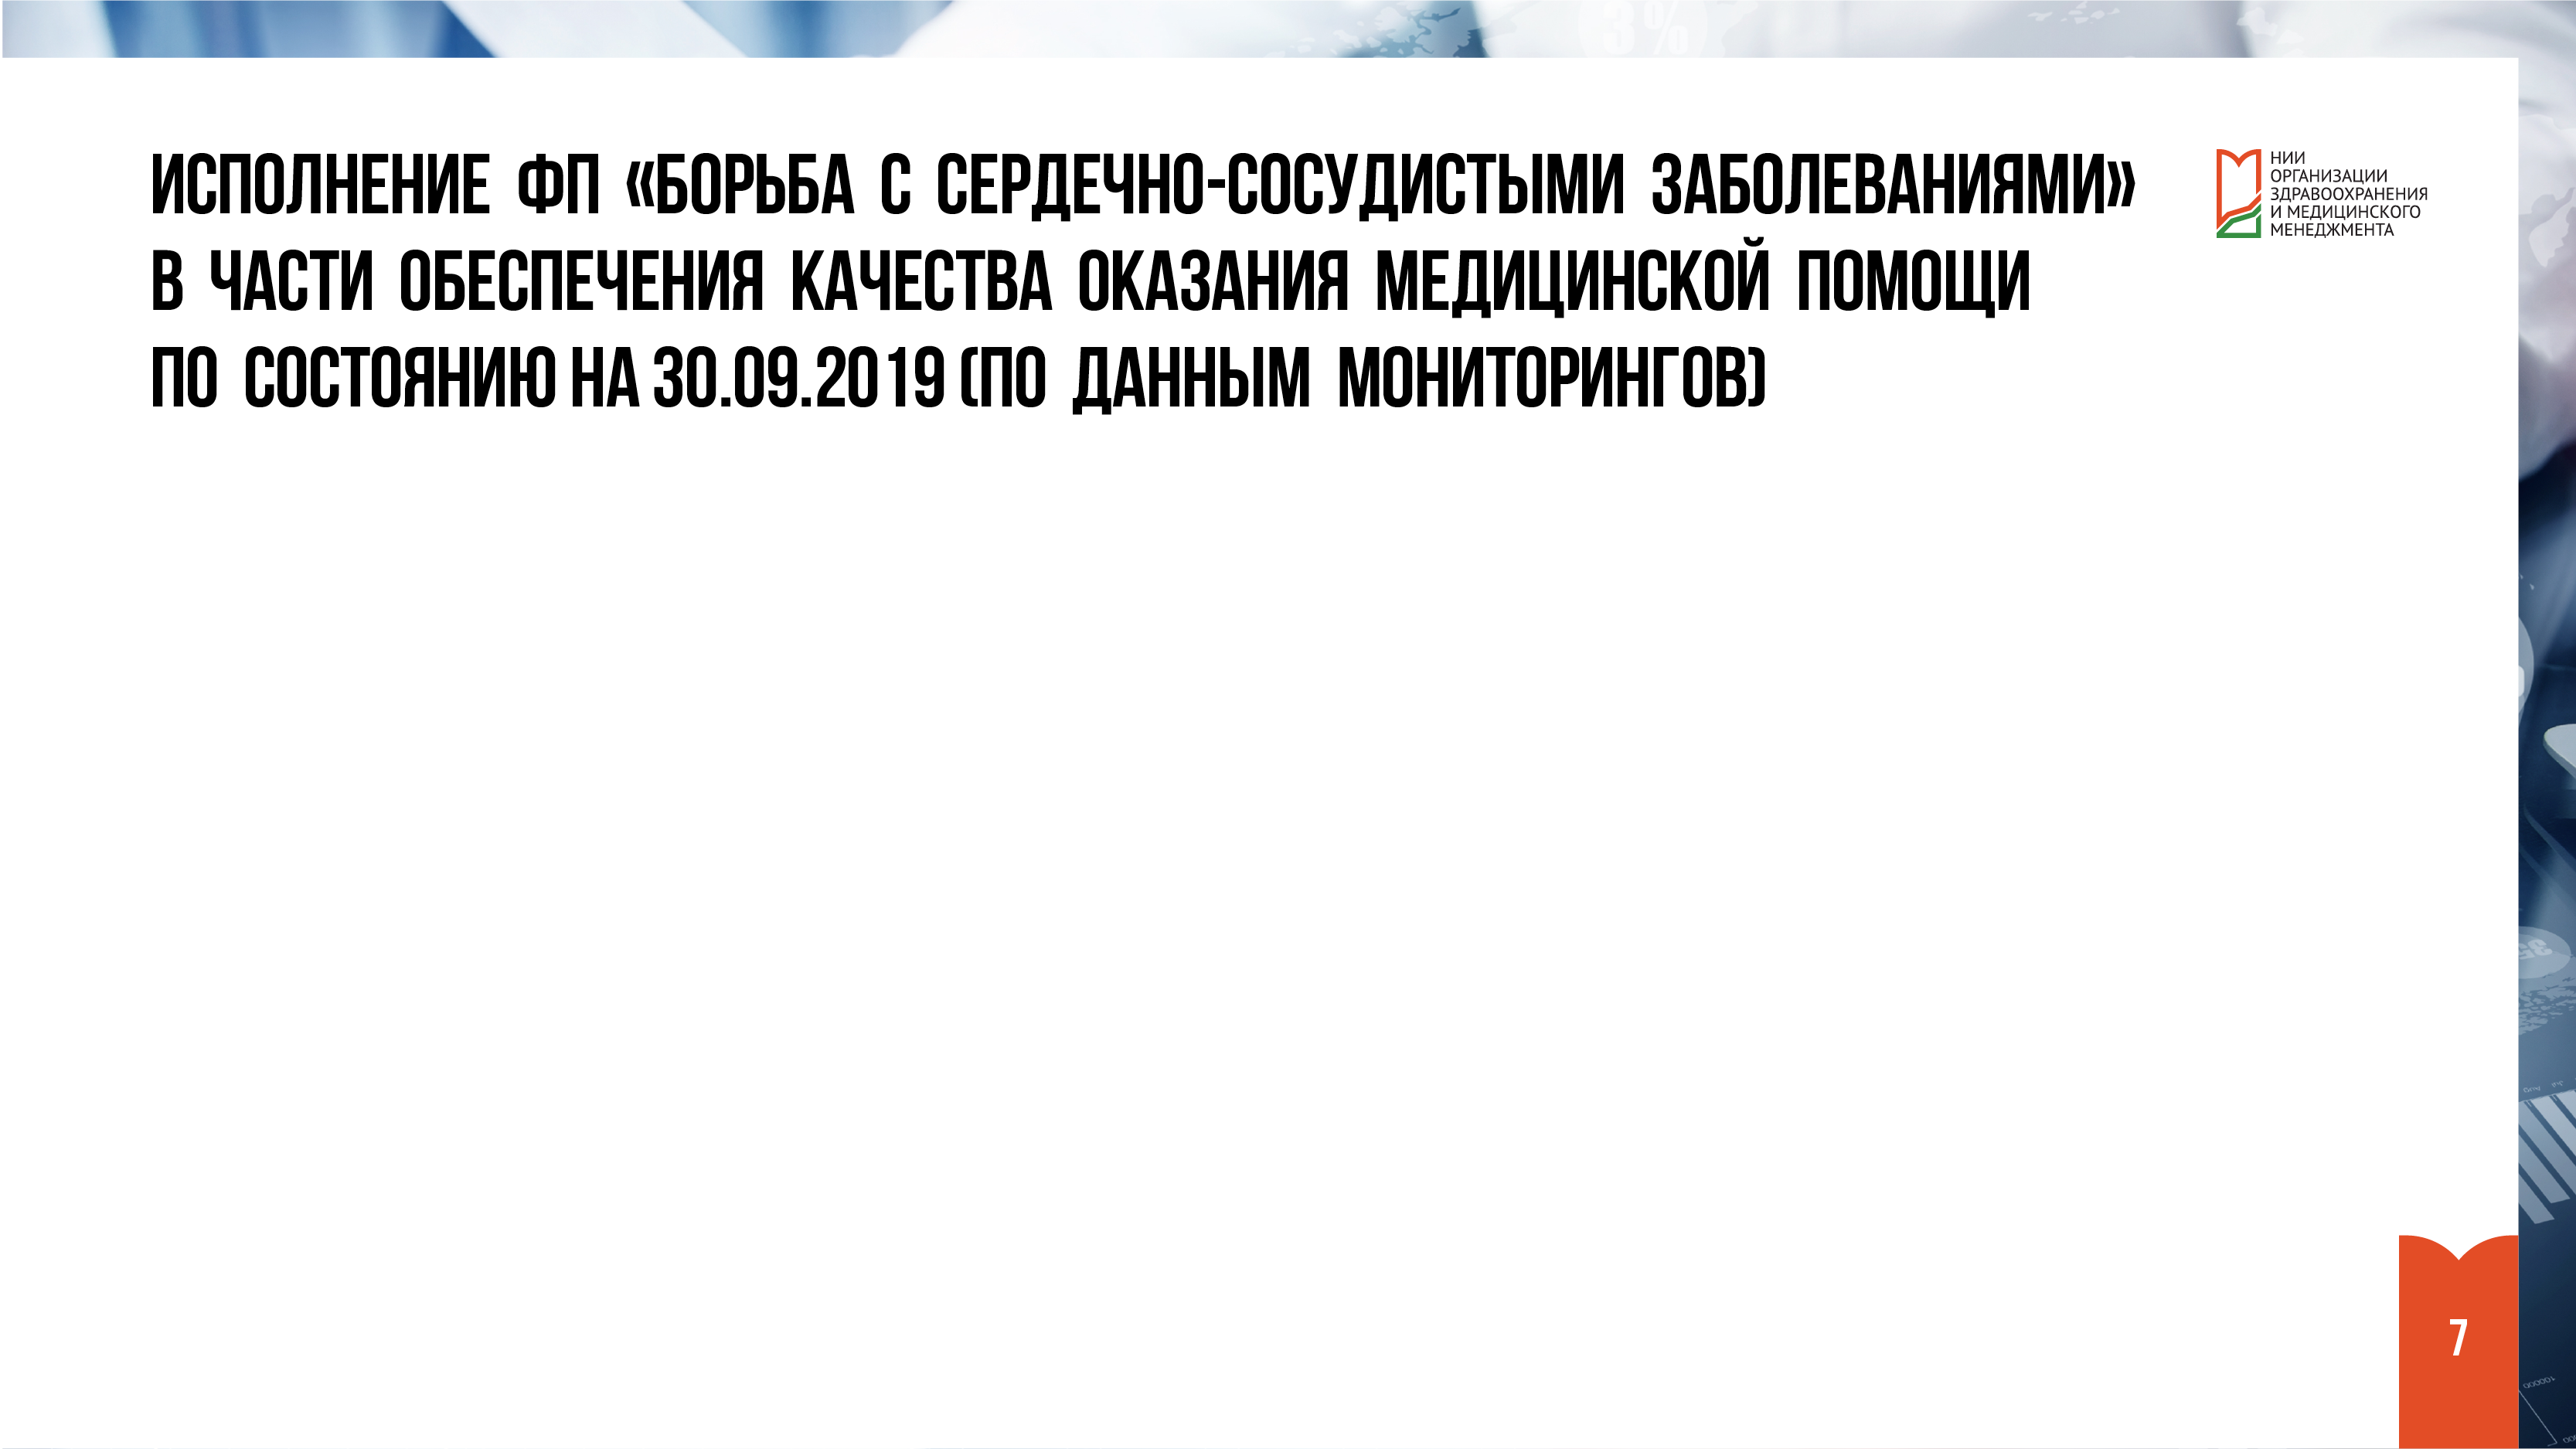 ИСПОЛНЕНИЕ ФП «БОРЬБА С СЕРДЕЧНО-СОСУДИСТЫМИ ЗАБОЛЕВАНИЯМИ»
В ЧАСТИ ОБЕСПЕЧЕНИЯ КАЧЕСТВА ОКАЗАНИЯ МЕДИЦИНСКОЙ ПОМОЩИ
ПО СОСТОЯНИЮ НА 30.09.2019 (ПО ДАННЫМ МОНИТОРИНГОВ)
НИИ
ОРГАНИЗАЦИИ
ЗДРАВООХРАНЕНИЯ
И МЕДИЦИНСКОГО
МЕНЕДЖМЕНТА
3%
7